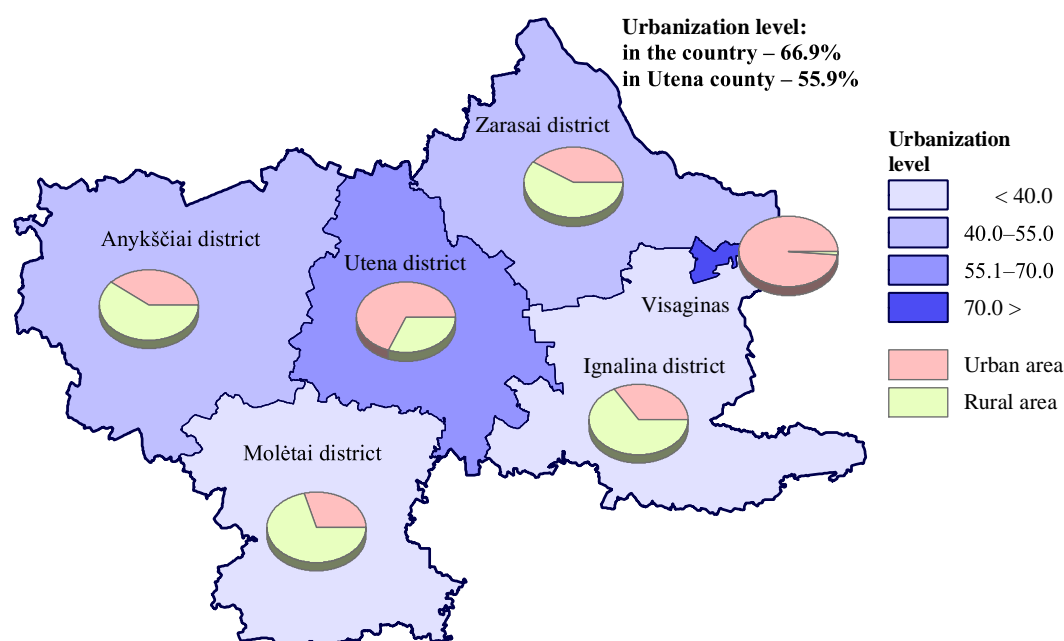 Urbanization level:
in the country – 66.9%
in Utena county – 55.9%
Zarasai district
Urbanization
level
< 40.0
40.0–55.0
55.1–70.0
70.0 >
Urban area
Rural area
Anykščiai district
Utena district
Visaginas
Ignalina district
Molėtai district